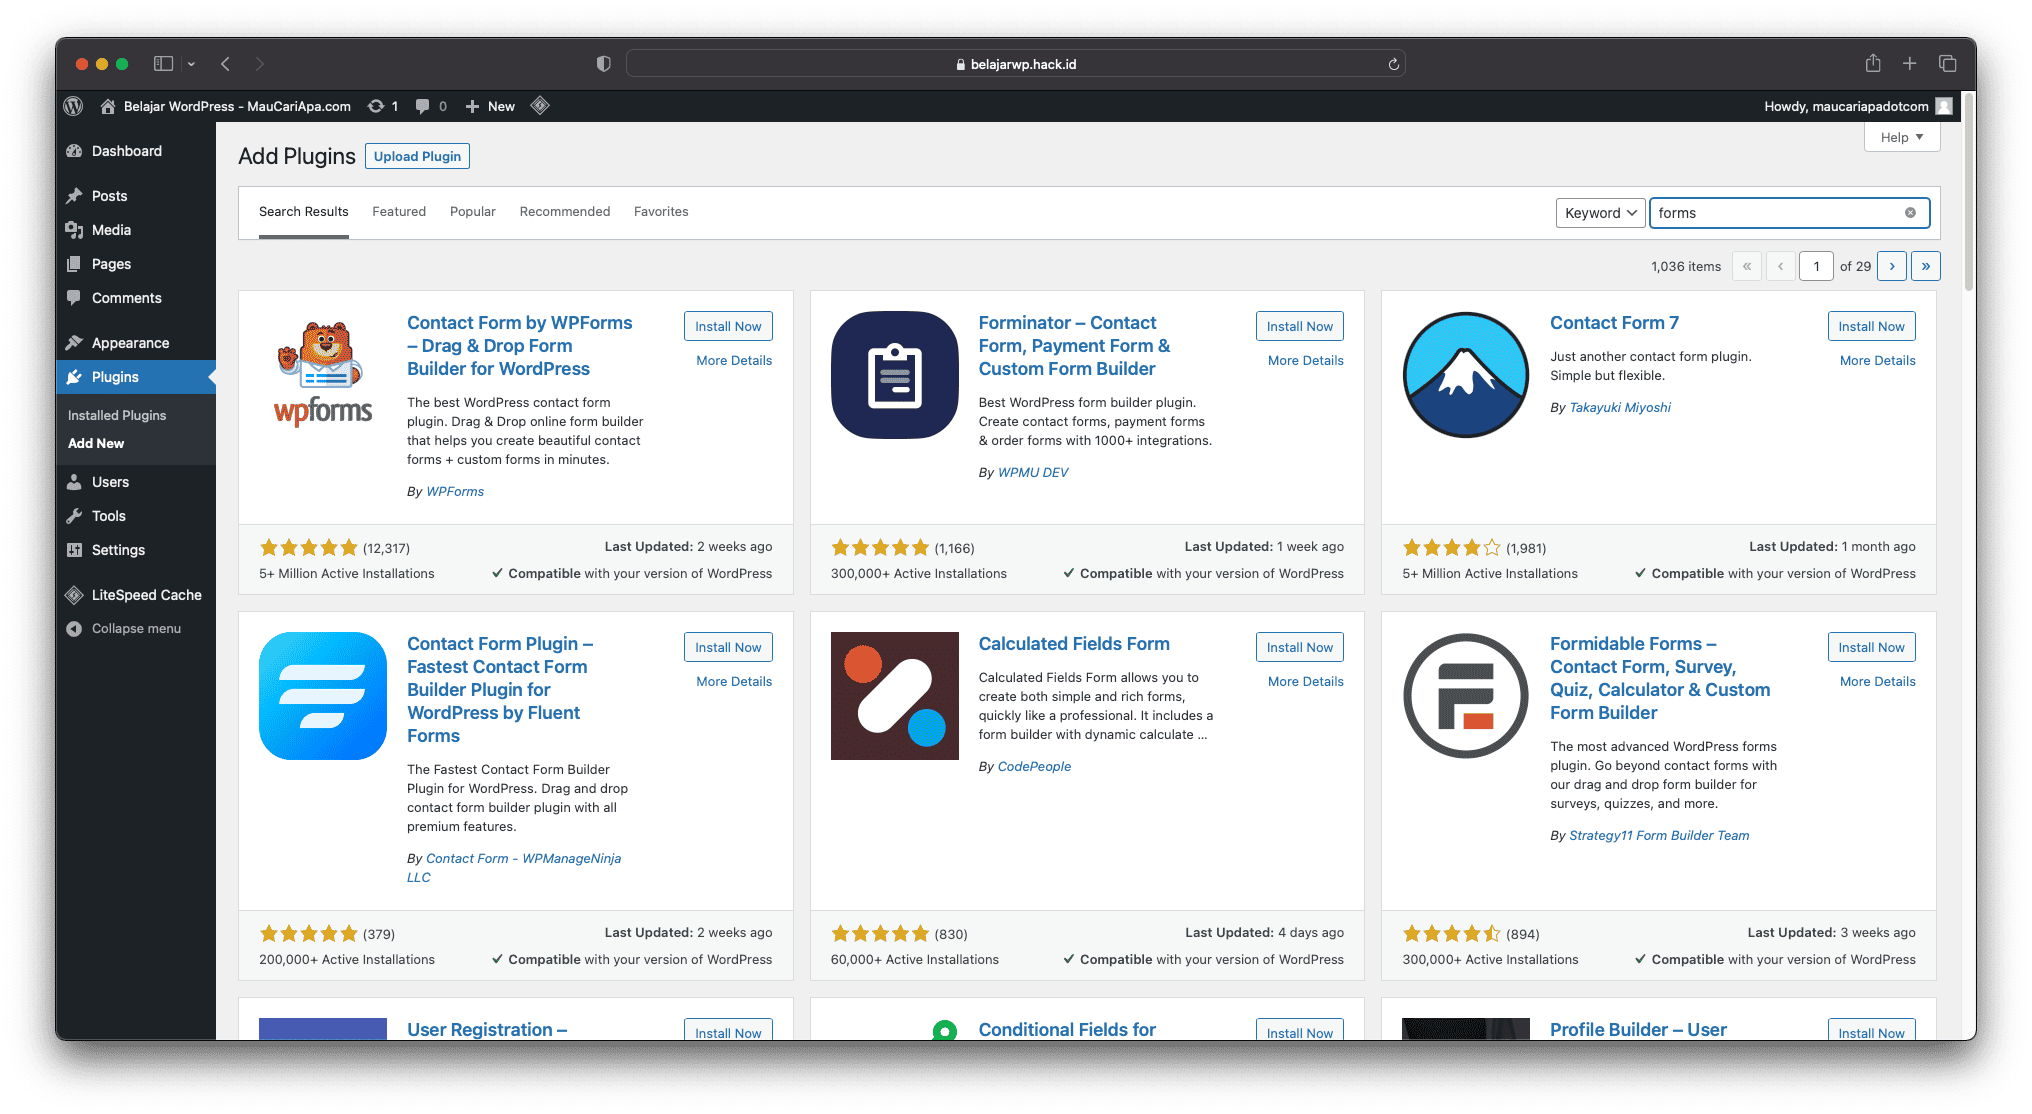 belajarwp.hack.id
Belajar WordPress - MauCariApa.com 1 0 New
Howdy, maucariapadotcom
Dashboard
Posts
Media
Pages
Comments
Appearance
Plugins
Installed Plugins
Add New
Users
Tools
Settings
LiteSpeed Cache
Collapse menu
Help
Add Plugins Upload Plugin
Search Results Featured Popular Recommended Favorites
Keyword forms
1,036 items « ‹ 1 of 29 › »
wpforms
Contact Form by WPForms
– Drag & Drop Form
Builder for WordPress
Install Now
More Details
The best WordPress contact form
plugin. Drag & Drop online form builder
that helps you create beautiful contact
forms + custom forms in minutes.
By WPForms
(12,317)
Last Updated: 2 weeks ago
5+ Million Active Installations
✓ Compatible with your version of WordPress
Forminator – Contact
Form, Payment Form &
Custom Form Builder
Install Now
More Details
Best WordPress form builder plugin.
Create contact forms, payment forms
& order forms with 1000+ integrations.
By WPMU DEV
(1,166)
Last Updated: 1 week ago
300,000+ Active Installations
✓ Compatible with your version of WordPress
Contact Form 7
Install Now
More Details
Just another contact form plugin.
Simple but flexible.
By Takayuki Miyoshi
(1,981)
Last Updated: 1 month ago
5+ Million Active Installations
✓ Compatible with your version of WordPress
Contact Form Plugin –
Fastest Contact Form
Builder Plugin for
WordPress by Fluent
Forms
Install Now
More Details
The Fastest Contact Form Builder
Plugin for WordPress. Drag and drop
contact form builder plugin with all
premium features.
By Contact Form - WPManageNinja
LLC
(379)
Last Updated: 2 weeks ago
200,000+ Active Installations
✓ Compatible with your version of WordPress
Calculated Fields Form
Install Now
More Details
Calculated Fields Form allows you to
create both simple and rich forms,
quickly like a professional. It includes a
form builder with dynamic calculate ...
By CodePeople
(830)
Last Updated: 4 days ago
60,000+ Active Installations
✓ Compatible with your version of WordPress
Formidable Forms –
Contact Form, Survey,
Quiz, Calculator & Custom
Form Builder
Install Now
More Details
The most advanced WordPress forms
plugin. Go beyond contact forms with
our drag and drop form builder for
surveys, quizzes, and more.
By Strategy11 Form Builder Team
(894)
Last Updated: 3 weeks ago
300,000+ Active Installations
✓ Compatible with your version of WordPress
User Registration –
Install Now
Conditional Fields for
Install Now
Profile Builder – User
Install Now